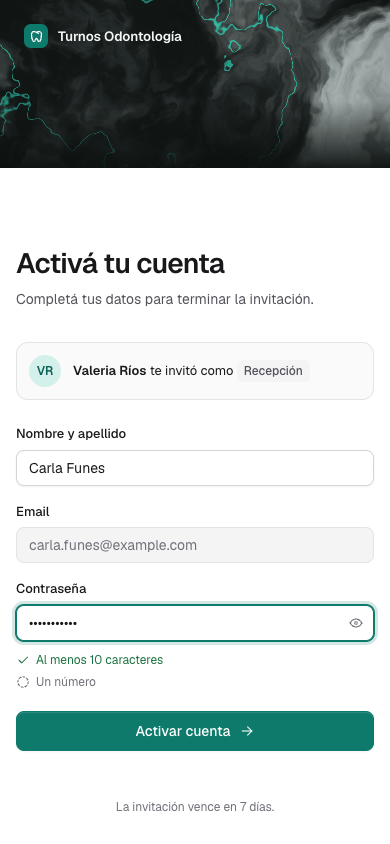 Turnos Odontología
Activá tu cuenta
Completá tus datos para terminar la invitación.
VR Valeria Ríos te invitó como Recepción
Nombre y apellido
Carla Funes
Email
carla.funes@example.com
Contraseña
•••••••••••
Al menos 10 caracteres
Un número
Activar cuenta →
La invitación vence en 7 días.